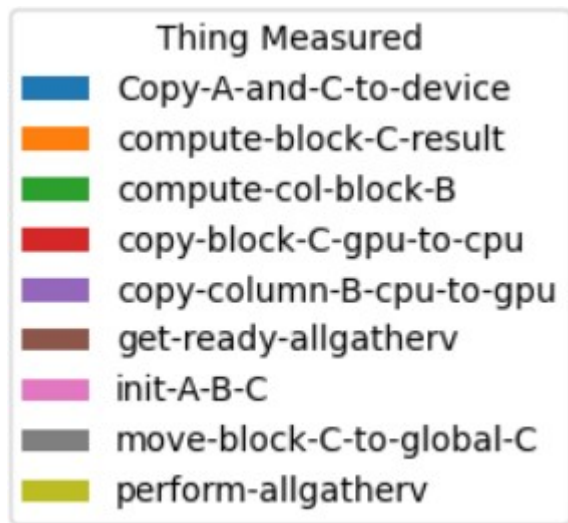 Thing Measured
Copy-A-and-C-to-device
compute-block-C-result
compute-col-block-B
copy-block-C-gpu-to-cpu
copy-column-B-cpu-to-gpu
get-ready-allgatherv
init-A-B-C
move-block-C-to-global-C
perform-allgatherv